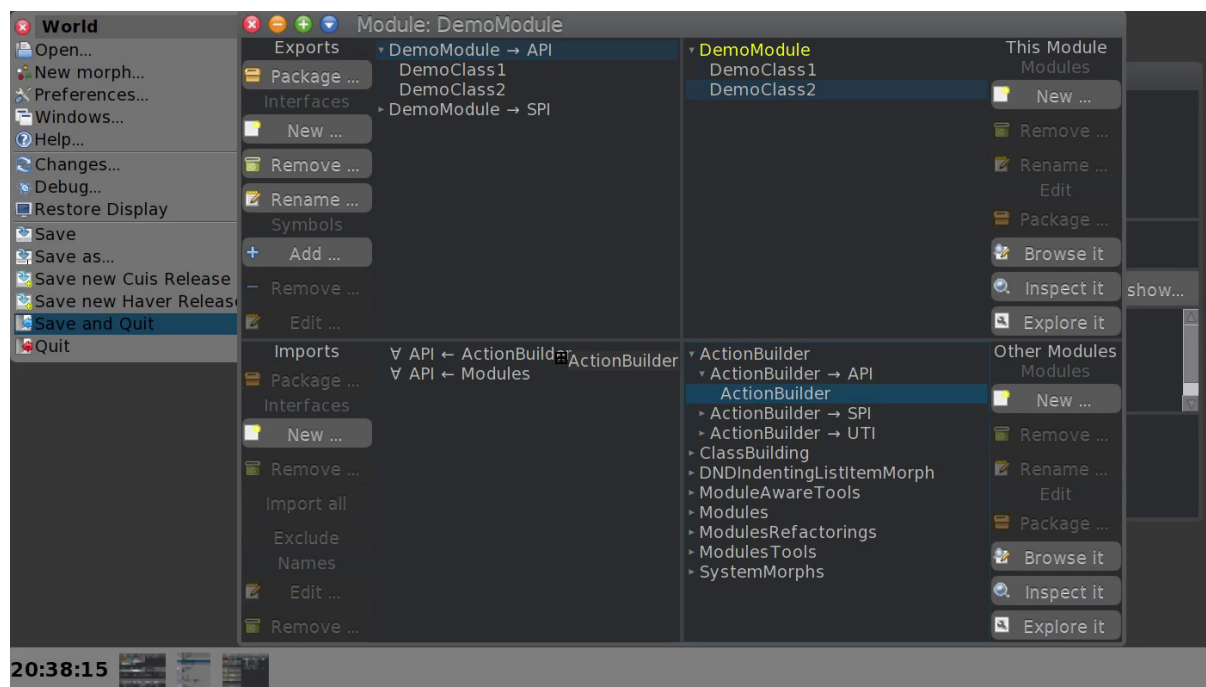 World
Open...
New morph...
Preferences...
Windows...
Help...
Changes...
Debug...
Restore Display
Save
Save as...
Save new Cuis Release
Save new Haver Release
Save and Quit
Quit
Module: DemoModule
Exports
Package ...
Interfaces
New ...
Remove ...
Rename ...
Symbols
Add ...
Remove ...
Edit ...
DemoModule → API
DemoClass1
DemoClass2
DemoModule → SPI
DemoModule
DemoClass1
DemoClass2
This Module
Modules
New ...
Remove ...
Rename ...
Edit
Package ...
Browse it
Inspect it
Explore it
show...
Imports
Package ...
Interfaces
New ...
Remove ...
Import all
Exclude
Names
Edit ...
Remove ...
∀ API ← ActionBuilder
ActionBuilder
∀ API ← Modules
ActionBuilder
ActionBuilder → API
ActionBuilder
ActionBuilder → SPI
ActionBuilder → UTI
ClassBuilding
DNDIndentingListItemMorph
ModuleAwareTools
Modules
ModulesRefactorings
ModulesTools
SystemMorphs
Other Modules
Modules
New ...
Remove ...
Rename ...
Edit
Package ...
Browse it
Inspect it
Explore it
20:38:15